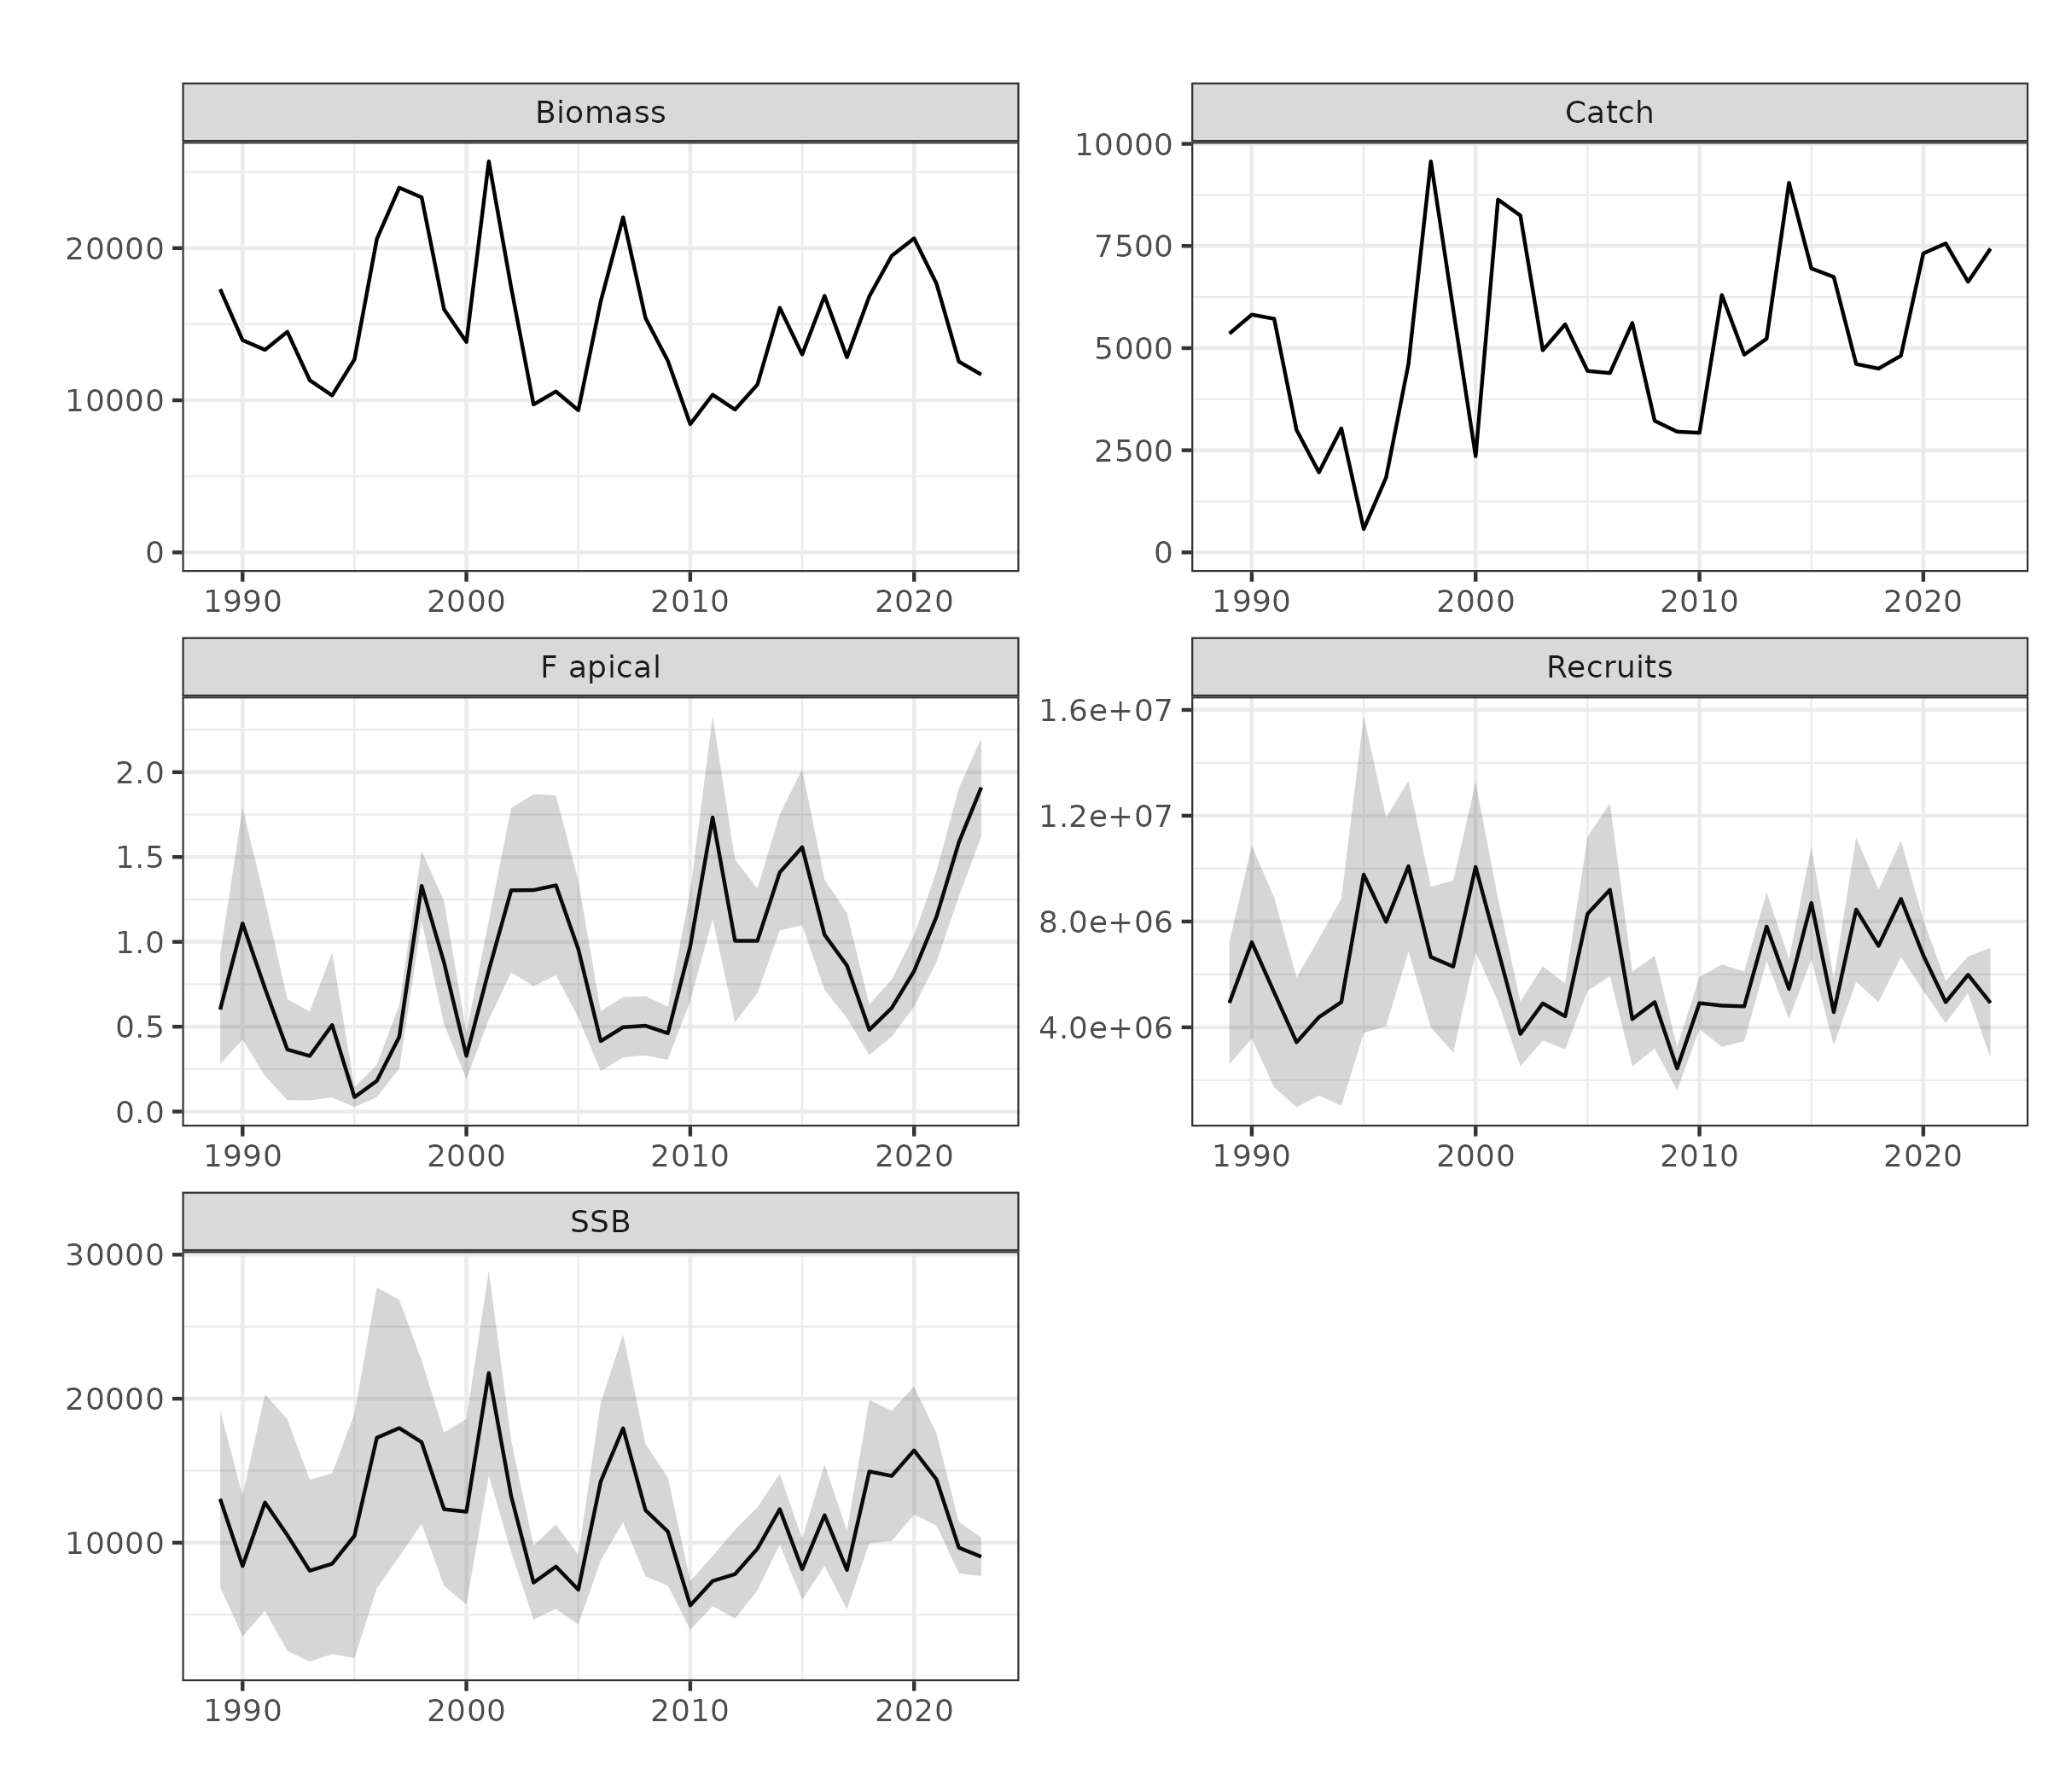 Biomass
20000
10000
0
1990 2000 2010 2020
Catch
10000
7500
5000
2500
0
1990 2000 2010 2020
F apical
2.0
1.5
1.0
0.5
0.0
1990 2000 2010 2020
Recruits
1.6e+07
1.2e+07
8.0e+06
4.0e+06
1990 2000 2010 2020
SSB
30000
20000
10000
1990 2000 2010 2020